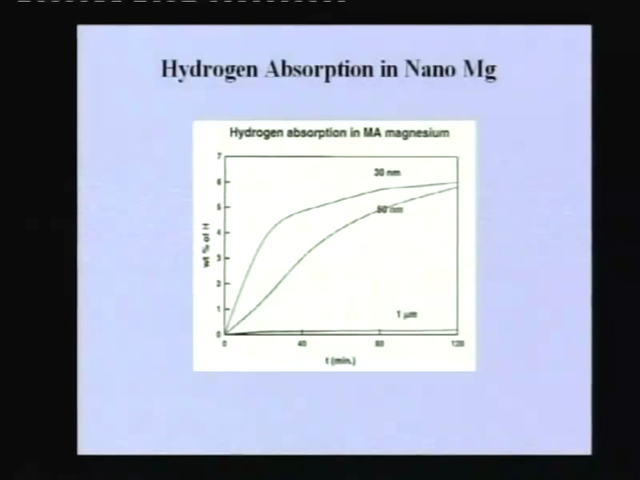 Hydrogen Absorption in Nano Mg
Hydrogen absorption in MA magnesium
7
30 nm
6
5
50 nm
4
wt % of H
3
2
1
1 µm
0
0 40 80 120
t (min.)